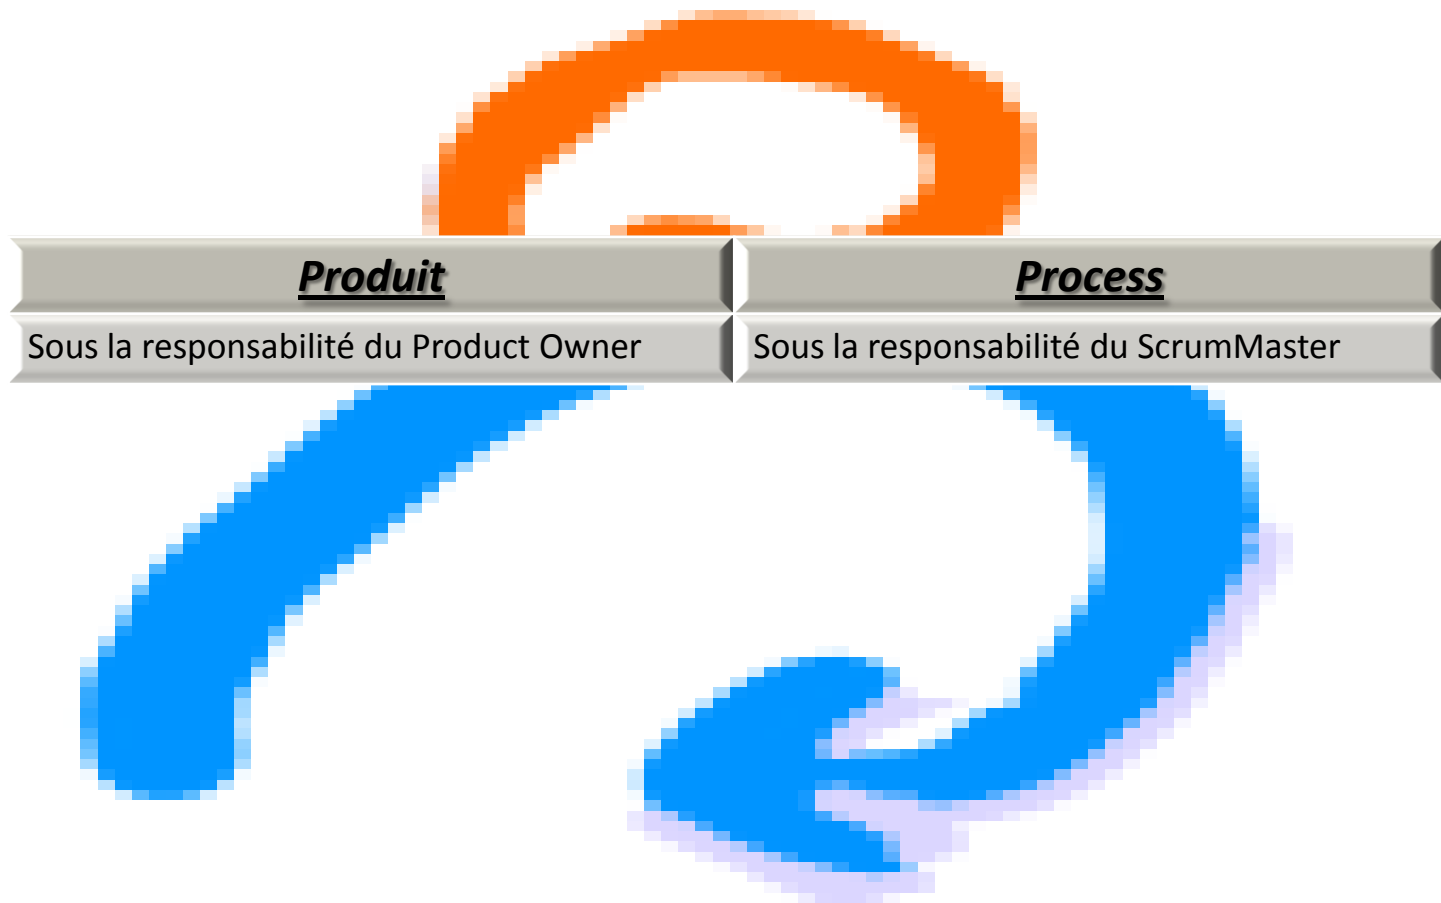 Produit
Process
Sous la responsabilité du Product Owner
Sous la responsabilité du ScrumMaster